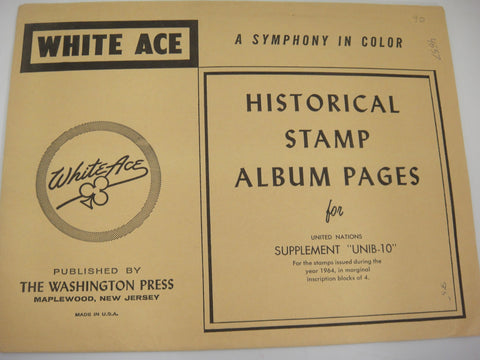 WHITE ACE
A SYMPHONY IN COLOR
White Ace
PUBLISHED BY
THE WASHINGTON PRESS
MAPLEWOOD, NEW JERSEY
MADE IN U.S.A.
HISTORICAL
STAMP
ALBUM PAGES
for
UNITED NATIONS
SUPPLEMENT "UNIB-10"
For the stamps issued during the
year 1964, in marginal
inscription blocks of 4.